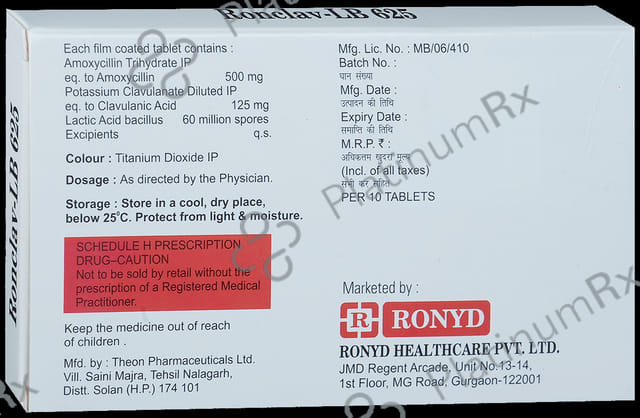 Ronclav-LB 625
Ronclav-LB 625
Each film coated tablet contains :
Amoxycillin Trihydrate IP
eq. to Amoxycillin 500 mg
Potassium Clavulanate Diluted IP
eq. to Clavulanic Acid 125 mg
Lactic Acid bacillus 60 million spores
Excipients q.s.
Colour : Titanium Dioxide IP
Dosage : As directed by the Physician.
Storage : Store in a cool, dry place,
below 25°C. Protect from light & moisture.
SCHEDULE H PRESCRIPTION
DRUG–CAUTION
Not to be sold by retail without the
prescription of a Registered Medical
Practitioner.
Keep the medicine out of reach
of children .
Mfd. by : Theon Pharmaceuticals Ltd.
Vill. Saini Majra, Tehsil Nalagarh,
Distt. Solan (H.P.) 174 101
Mfg. Lic. No. : MB/06/410
Batch No. :
घान संख्या
Mfg. Date :
उत्पादन की तिथि
Expiry Date :
समाप्ति की तिथि
M.R.P. ₹ :
अधिकतम खुदरा मूल्य
(Incl. of all taxes)
सभी कर सहित
PER 10 TABLETS
Marketed by :
R RONYD
RONYD HEALTHCARE PVT. LTD.
JMD Regent Arcade, Unit No.13-14,
1st Floor, MG Road, Gurgaon-122001
PlatinumRx
PlatinumRx
PlatinumRx
PlatinumRx